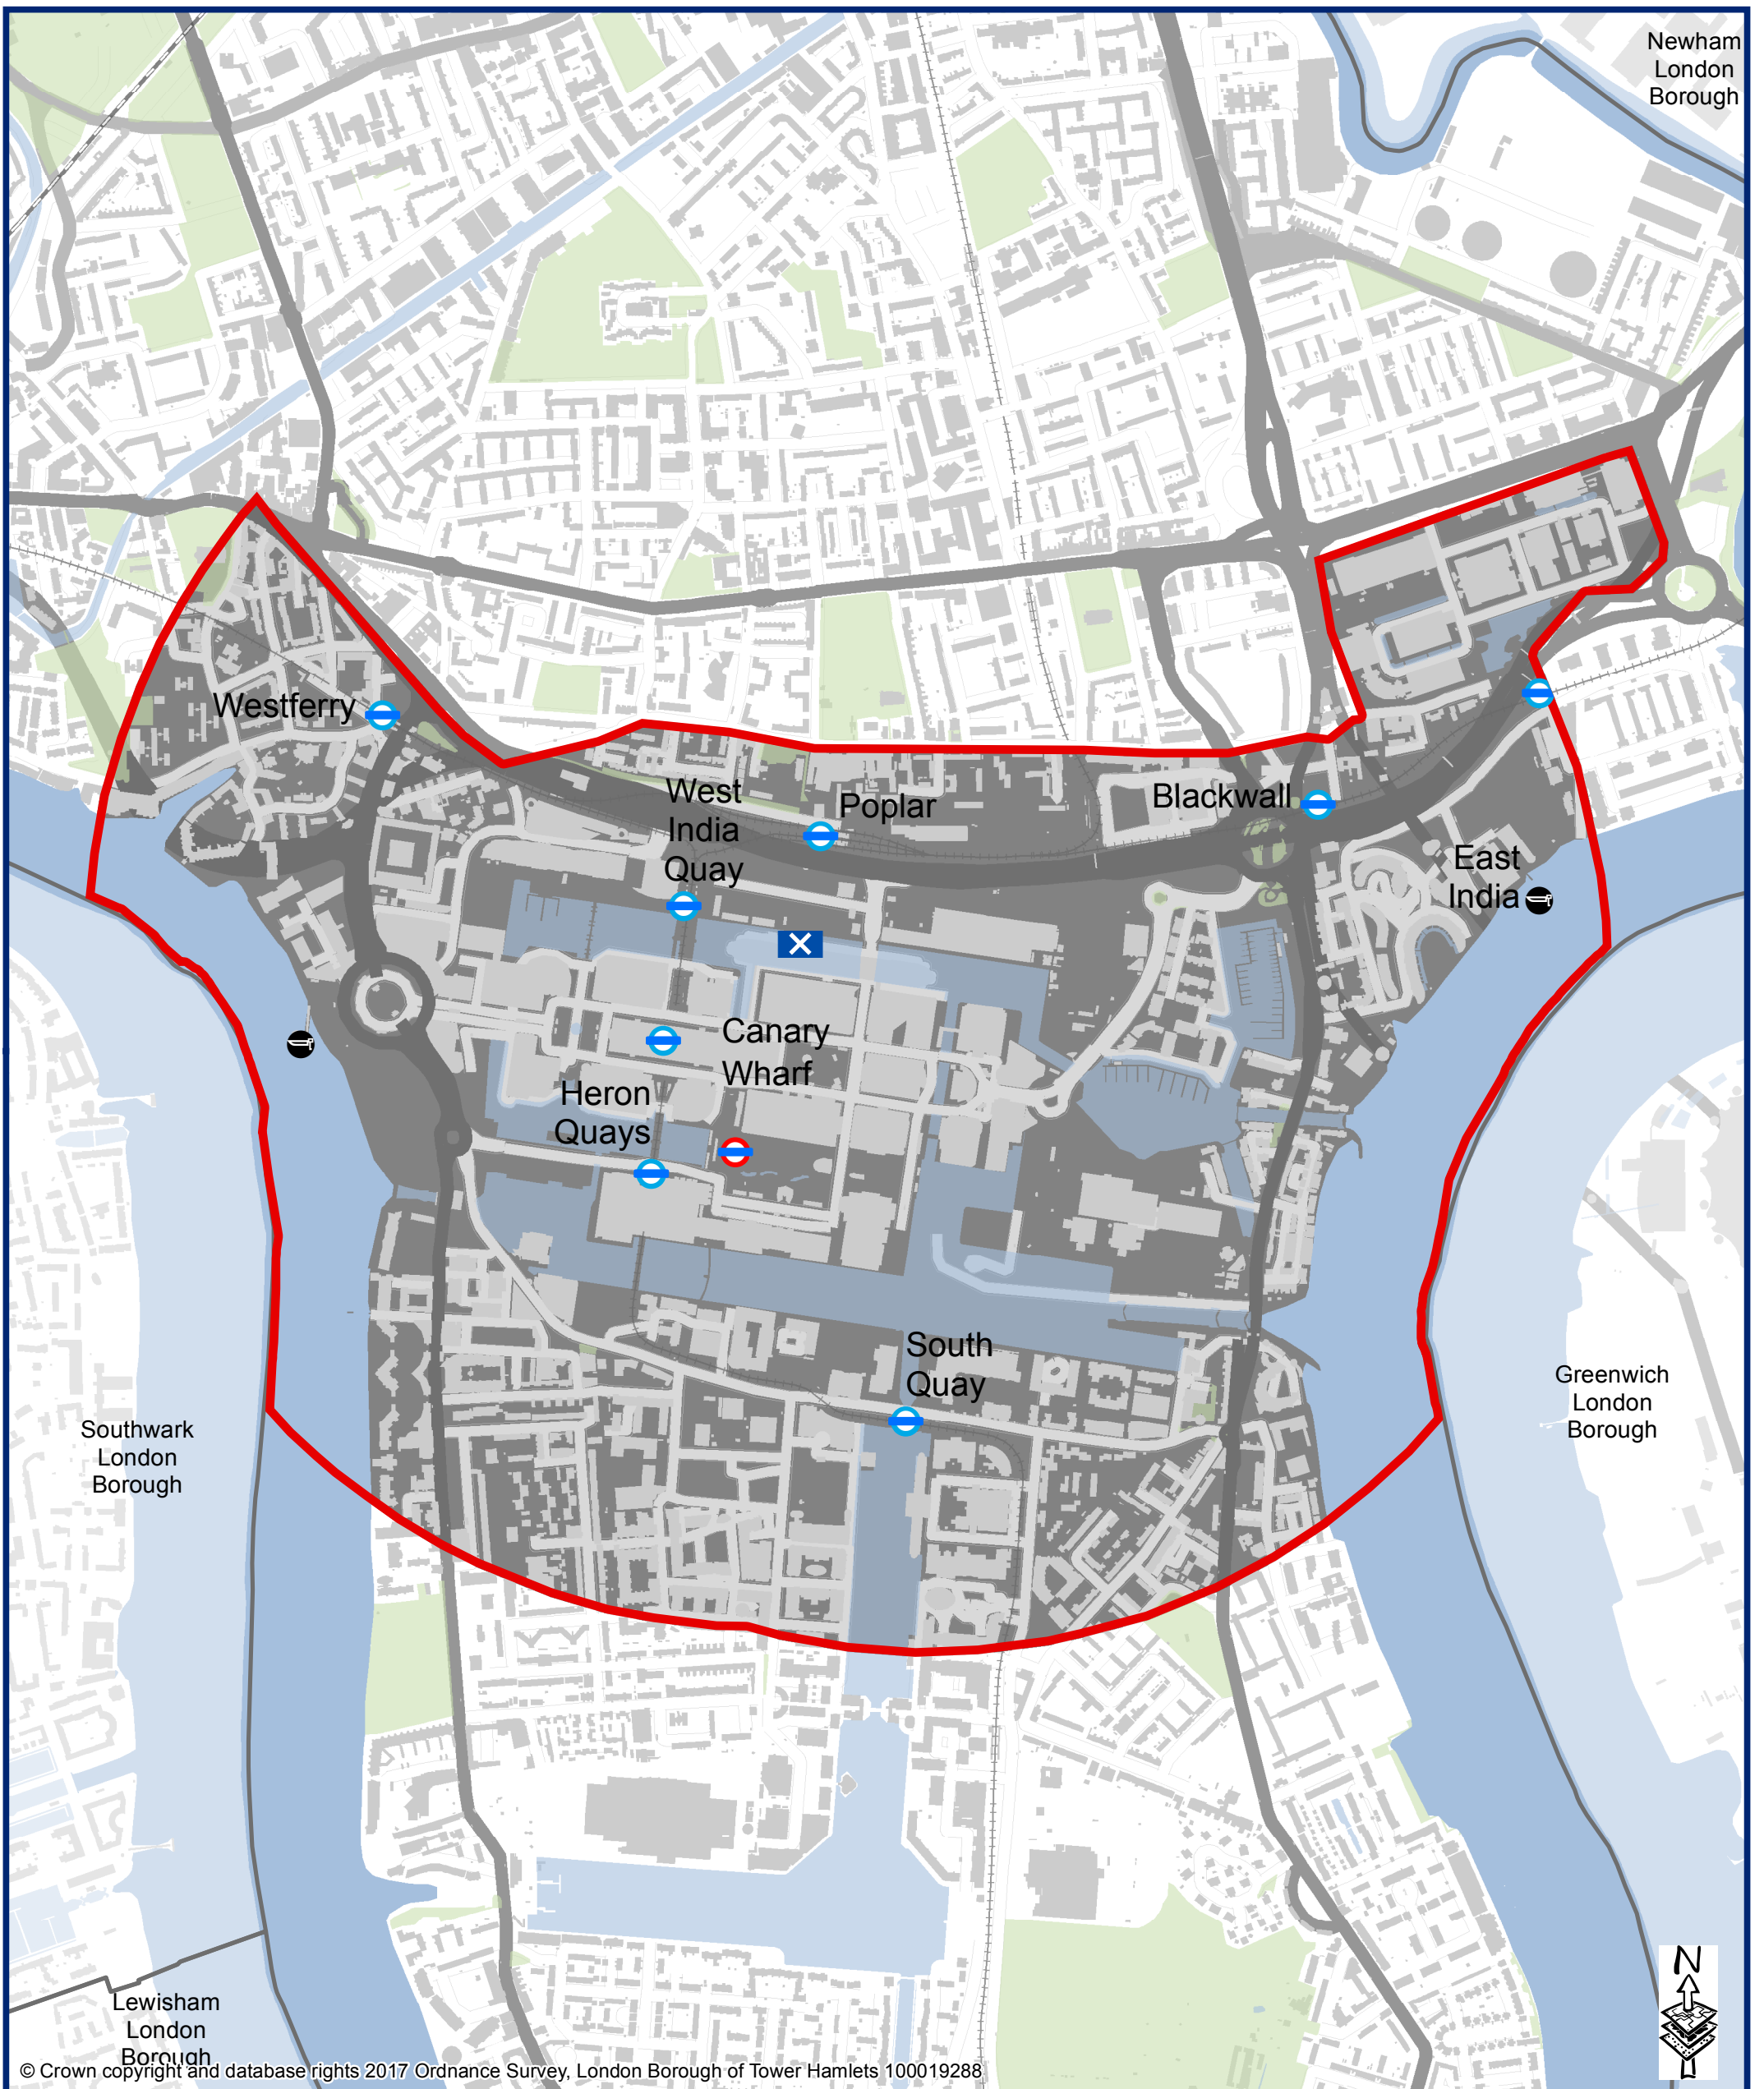 Newham
London
Borough
Westferry
West
India
Quay
Poplar
Blackwall
East
India
Canary
Wharf
Heron
Quays
South
Quay
Southwark
London
Borough
Greenwich
London
Borough
Lewisham
London
Borough
N
© Crown copyright and database rights 2017 Ordnance Survey, London Borough of Tower Hamlets 100019288